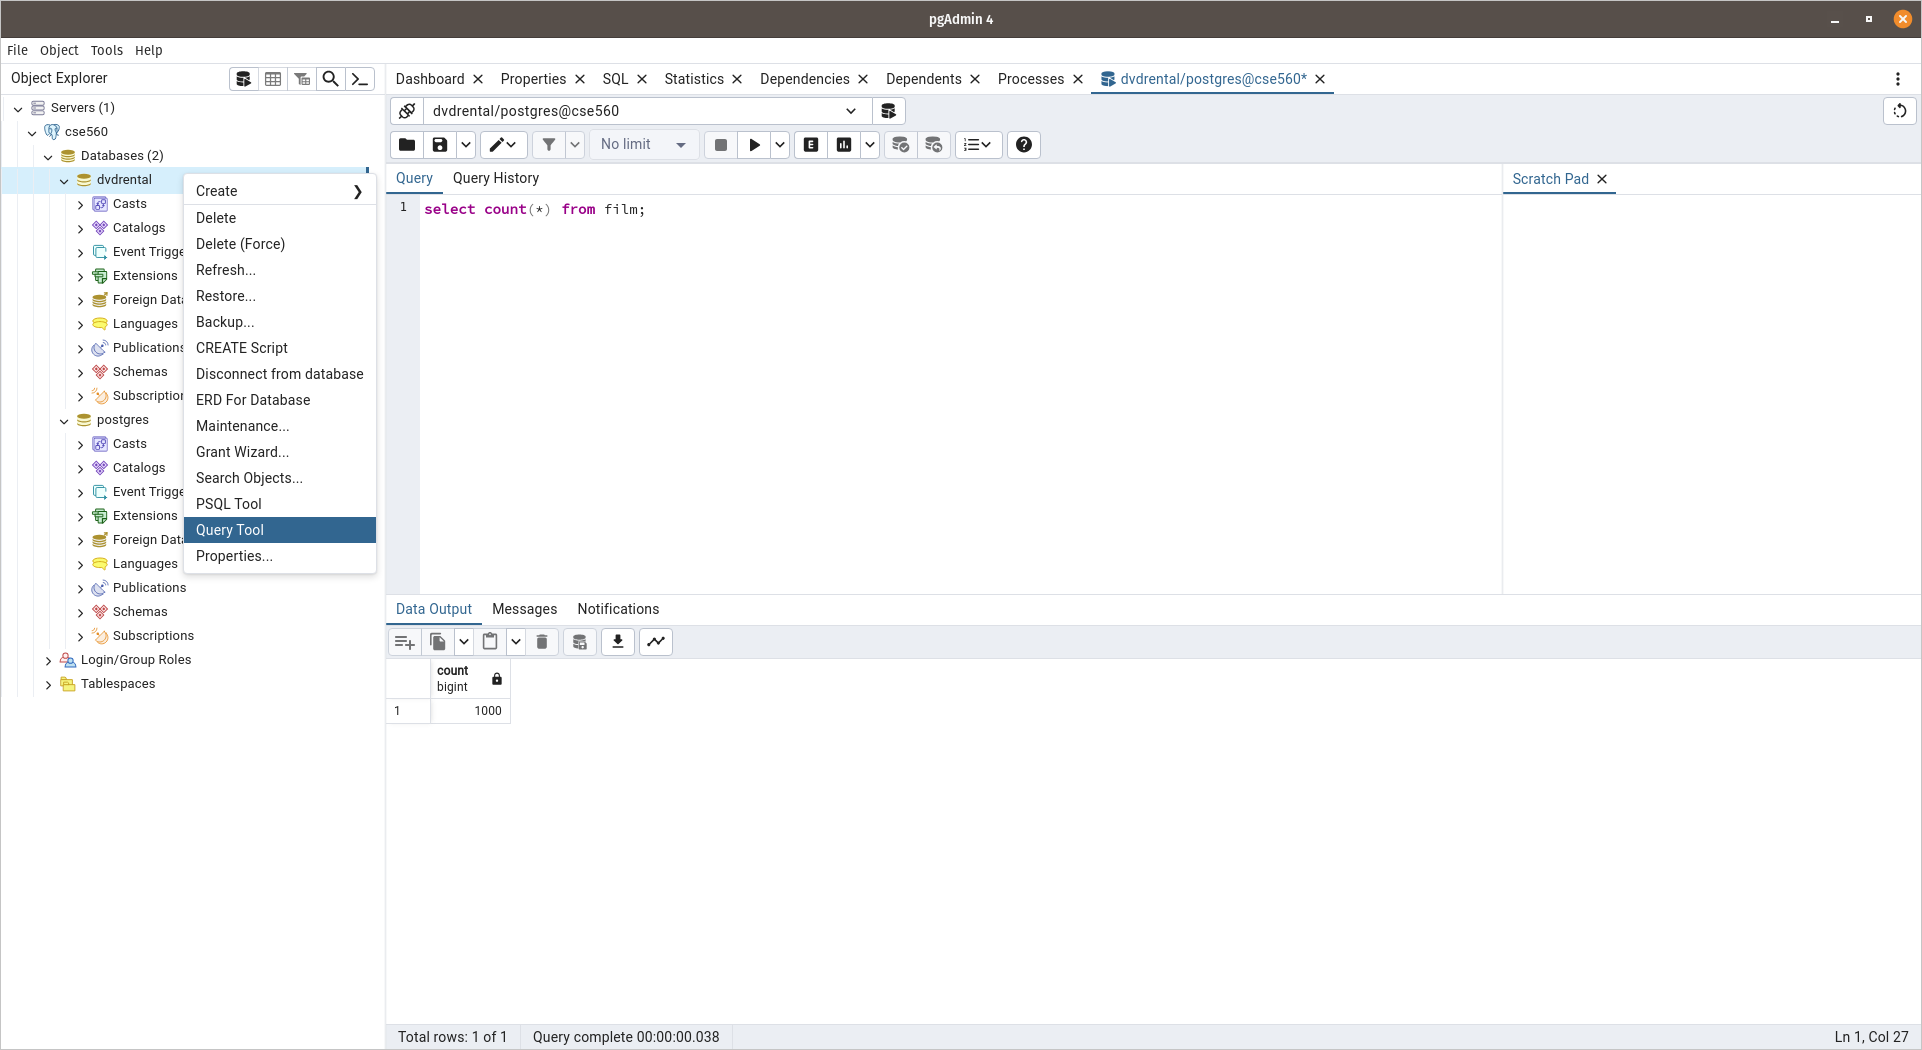 pgAdmin 4
File Object Tools Help
Object Explorer
Servers (1)
cse560
Databases (2)
dvdrental
Casts
Catalogs
Event Trigge
Extensions
Foreign Dat
Languages
Publications
Schemas
Subscription
postgres
Casts
Catalogs
Event Trigge
Extensions
Foreign Dat
Languages
Publications
Schemas
Subscriptions
Login/Group Roles
Tablespaces
Create
Delete
Delete (Force)
Refresh...
Restore...
Backup...
CREATE Script
Disconnect from database
ERD For Database
Maintenance...
Grant Wizard...
Search Objects...
PSQL Tool
Query Tool
Properties...
Dashboard Properties SQL Statistics Dependencies Dependents Processes dvdrental/postgres@cse560*
dvdrental/postgres@cse560
No limit E
Query Query History
1 select count(*) from film;
Scratch Pad
Data Output Messages Notifications
count
bigint
1 1000
Total rows: 1 of 1 Query complete 00:00:00.038 Ln 1, Col 27